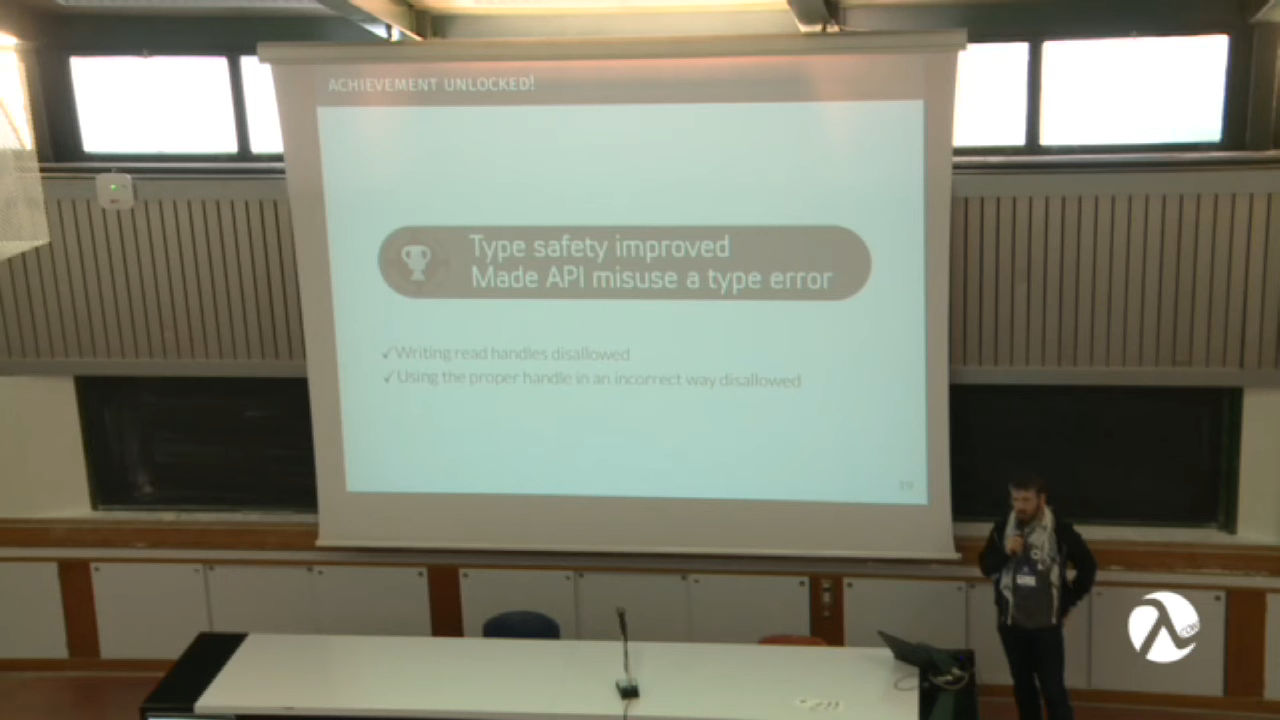 ACHIEVEMENT UNLOCKED!
Type safety improved
Made API misuse a type error
✓Writing read handles disallowed
✓Using the proper handle in an incorrect way disallowed
19
λ